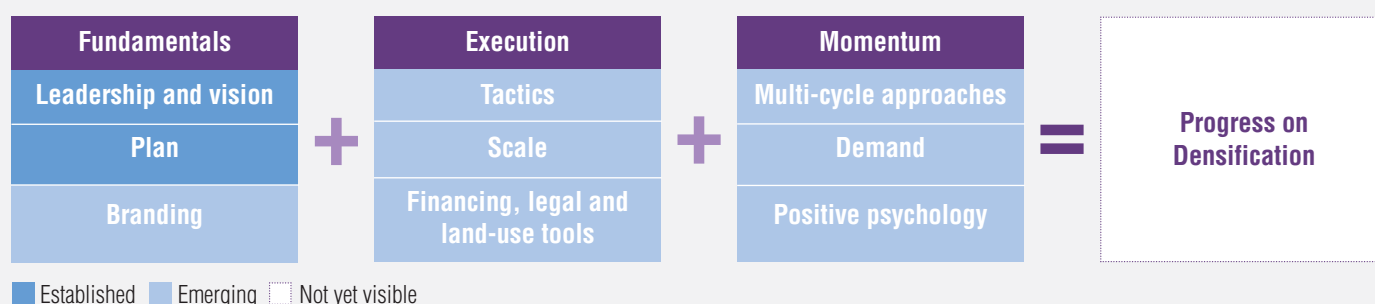 Fundamentals
Leadership and vision
Plan
Branding
+
Execution
Tactics
Scale
Financing, legal and
land-use tools
+
Momentum
Multi-cycle approaches
Demand
Positive psychology
=
Progress on
Densification
Established Emerging Not yet visible